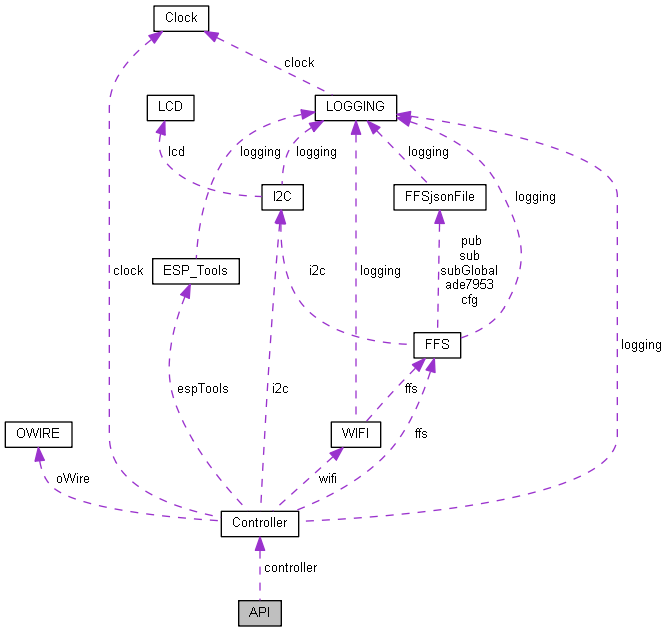 Clock
clock
LCD
LOGGING
lcd
logging
logging
logging
I2C
FFSjsonFile
logging
pub
sub
subGlobal
ade7953
cfg
ESP_Tools
clock
i2c
logging
FFS
logging
espTools
i2c
ffs
ffs
OWIRE
WIFI
oWire
wifi
Controller
controller
API